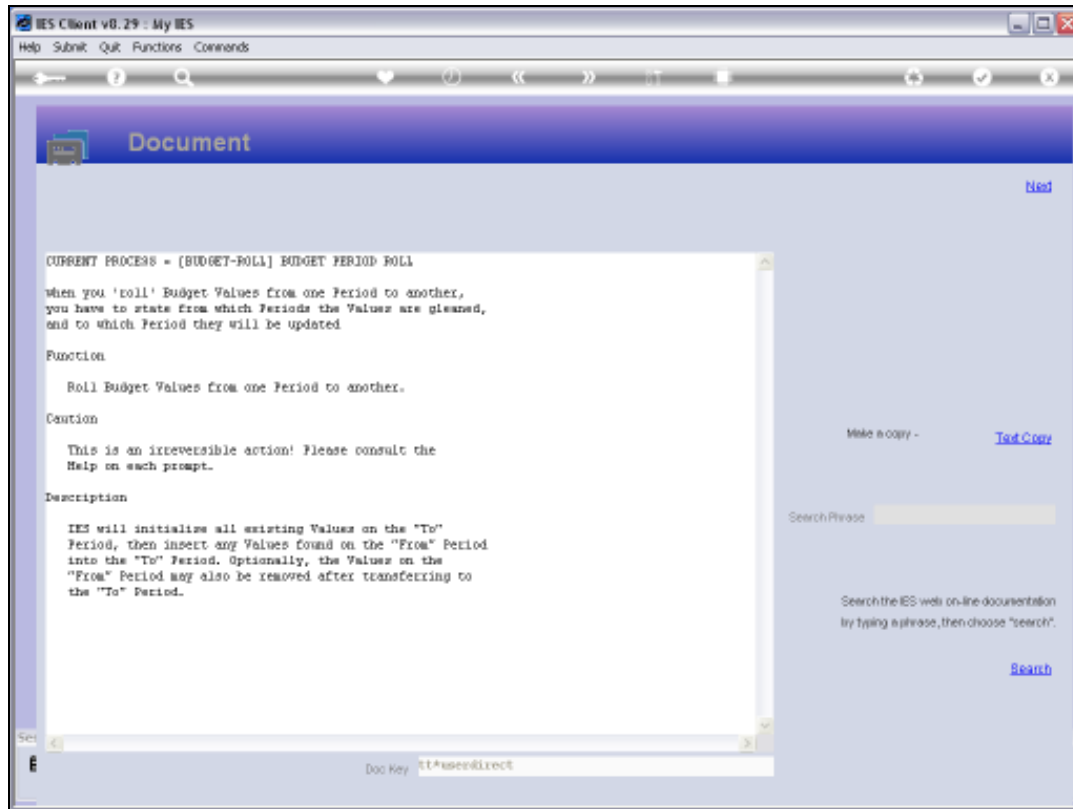 IES Client v8.29 : My IES
Help Submit Quit Functions Commands
Document
Next
CURRENT PROCESS = [BUDGET-ROLL] BUDGET PERIOD ROLL
when you 'roll' Budget Values from one Period to another,
you have to state from which Periods the Values are gleaned,
and to which Period they will be updated
Function
Roll Budget Values from one Period to another.
Caution
This is an irreversible action! Please consult the
Help on each prompt.
Description
IES will initialise all existing Values on the "To"
Period, then insert any Values found on the "From" Period
into the "To" Period. Optionally, the Values on the
"From" Period may also be removed after transferring to
the "To" Period.
Make a copy -
Text Copy
Search Phrase
Search the IES web on-line documentation
by typing a phrase, then choose "search".
Search
Doc Key tt*userdirect